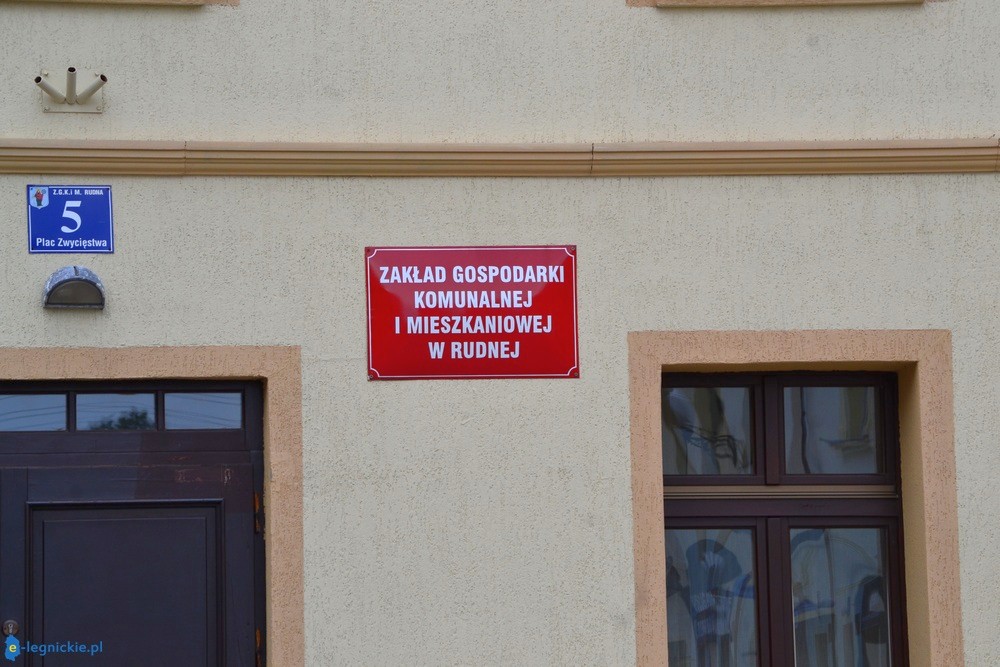 Z.G.K.i M. RUDNA
5
Plac Zwycięstwa
ZAKŁAD GOSPODARKI
KOMUNALNEJ
I MIESZKANIOWEJ
W RUDNEJ
e-legnickie.pl